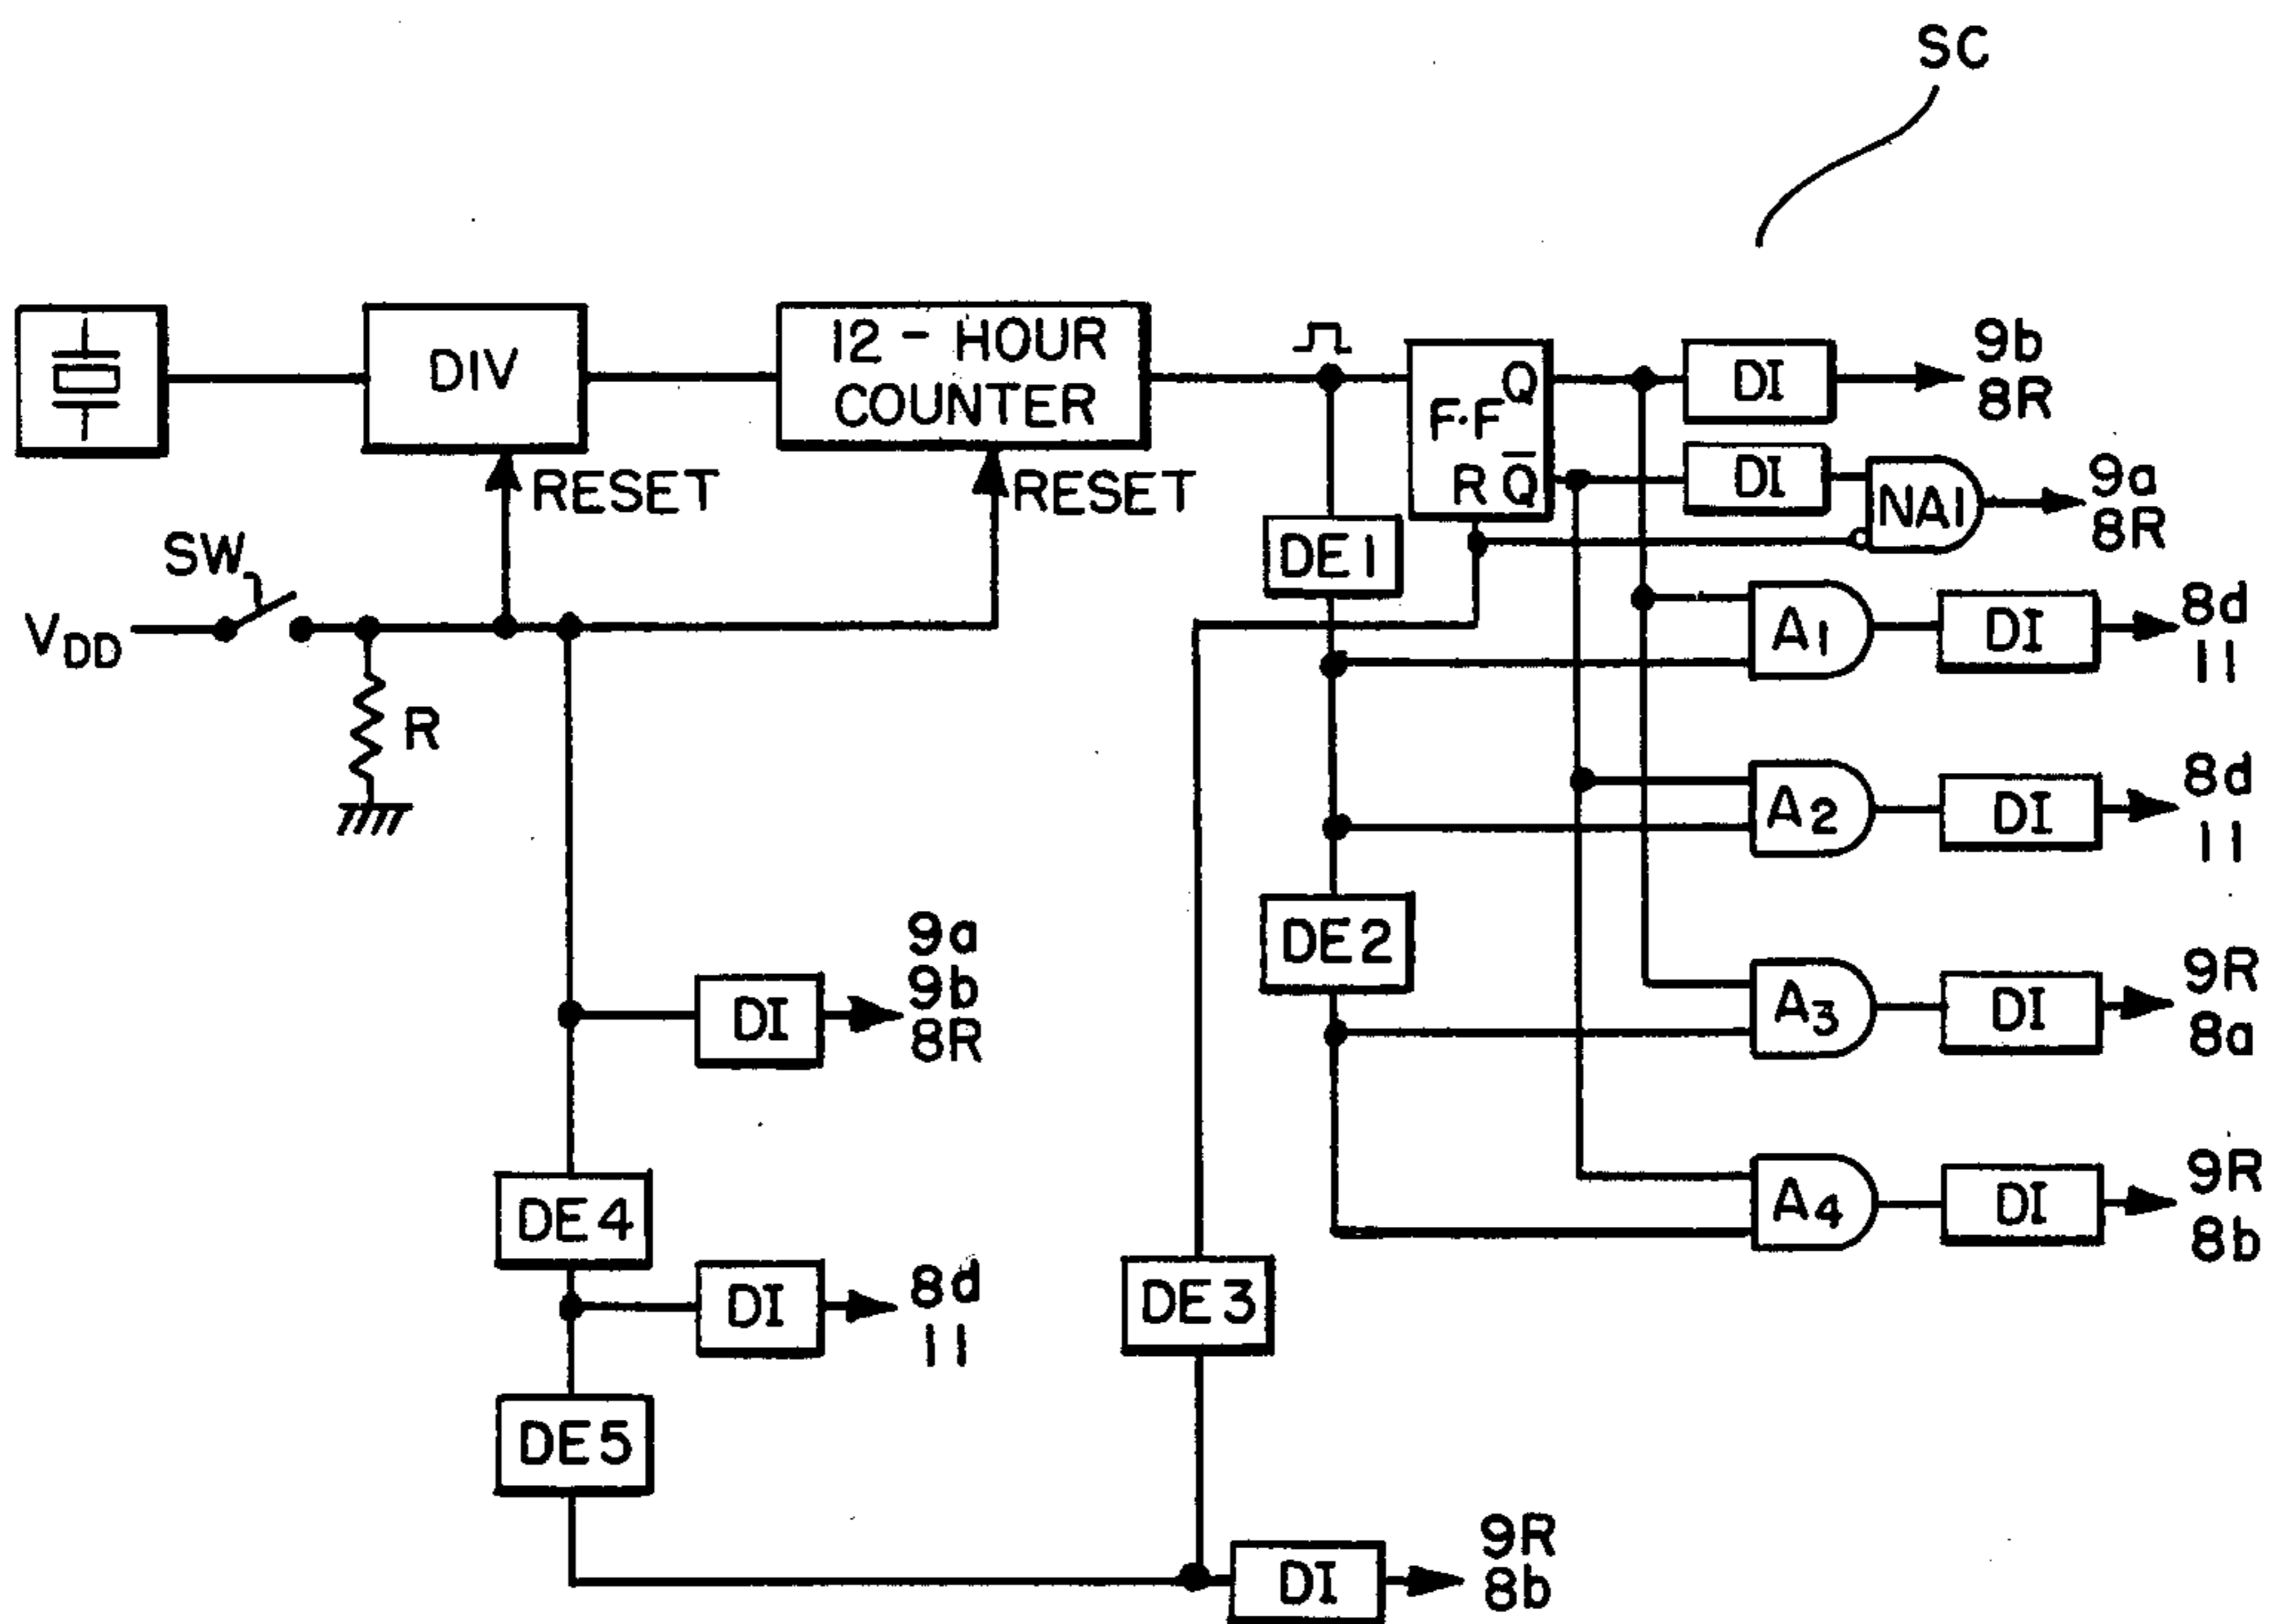 SC
DIV
12 - HOUR
COUNTER
Q
F·F
R Q̅
DI
9b
8R
DI
NA1
9a
8R
RESET
RESET
SW
VDD
R
DE1
A1
DI
8d
11
A2
DI
8d
11
DE2
A3
DI
9R
8a
A4
DI
9R
8b
DI
9a
9b
8R
DE4
DI
8d
11
DE3
DE5
DI
9R
8b